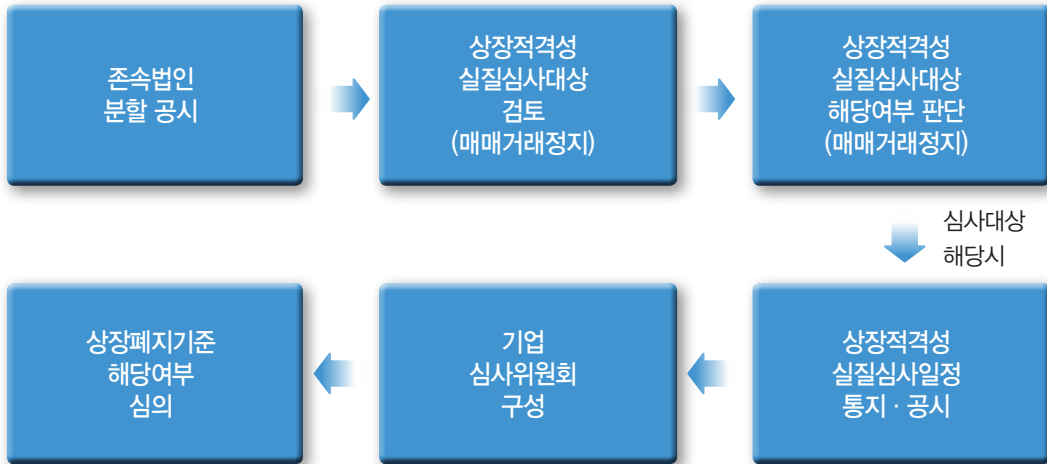 존속법인
분할 공시
상장적격성
실질심사대상
검토
(매매거래정지)
상장적격성
실질심사대상
해당여부 판단
(매매거래정지)
심사대상
해당시
상장적격성
실질심사일정
통지 · 공시
기업
심사위원회
구성
상장폐지기준
해당여부
심의